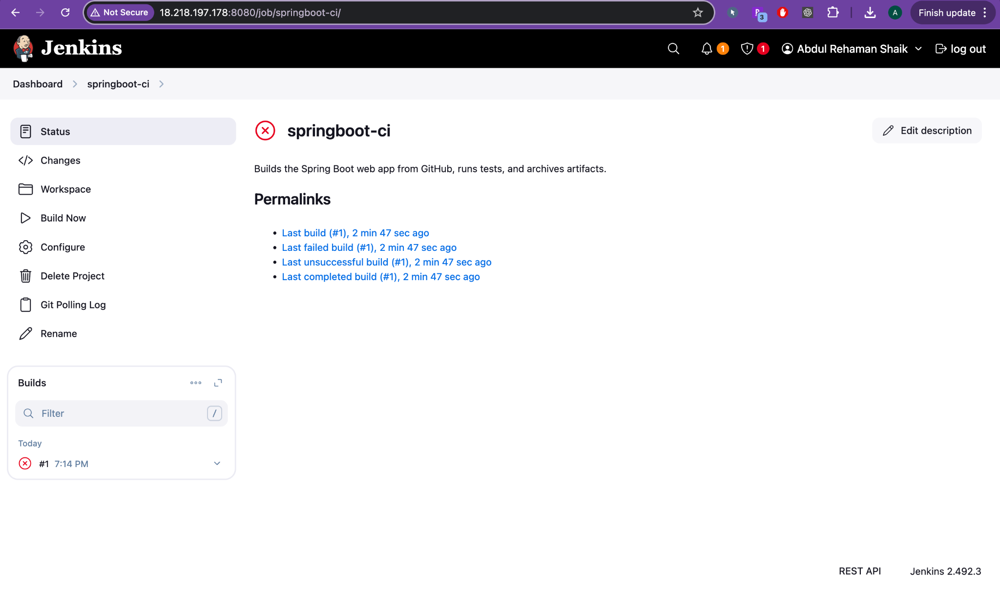 Not Secure 18.218.197.178:8080/job/springboot-ci/ 3 A Finish update
Jenkins 1 1 Abdul Rehaman Shaik log out
Dashboard springboot-ci
Status
Changes
Workspace
Build Now
Configure
Delete Project
Git Polling Log
Rename
Builds
Filter /
Today
#1 7:14 PM
springboot-ci
Edit description
Builds the Spring Boot web app from GitHub, runs tests, and archives artifacts.
Permalinks
Last build (#1), 2 min 47 sec ago
Last failed build (#1), 2 min 47 sec ago
Last unsuccessful build (#1), 2 min 47 sec ago
Last completed build (#1), 2 min 47 sec ago
REST API Jenkins 2.492.3